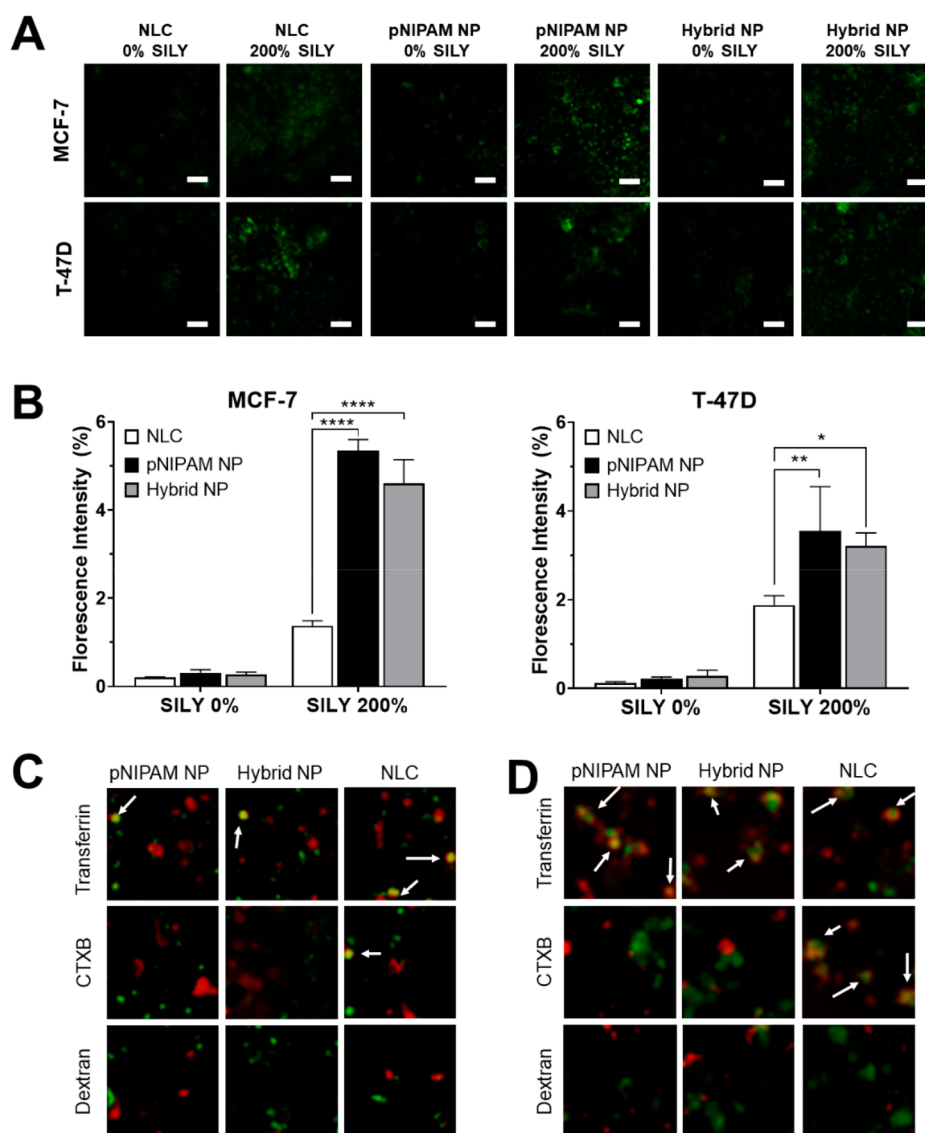 A
NLC
0% SILY
NLC
200% SILY
pNIPAM NP
0% SILY
pNIPAM NP
200% SILY
Hybrid NP
0% SILY
Hybrid NP
200% SILY
MCF-7
T-47D
B
MCF-7
Florescence Intensity (%)
6
4
2
0
NLC
pNIPAM NP
Hybrid NP
****
****
SILY 0%
SILY 200%
T-47D
Florescence Intensity (%)
6
4
2
0
NLC
pNIPAM NP
Hybrid NP
*
**
SILY 0%
SILY 200%
C
pNIPAM NP
Hybrid NP
NLC
Transferrin
CTXB
Dextran
D
pNIPAM NP
Hybrid NP
NLC
Transferrin
CTXB
Dextran